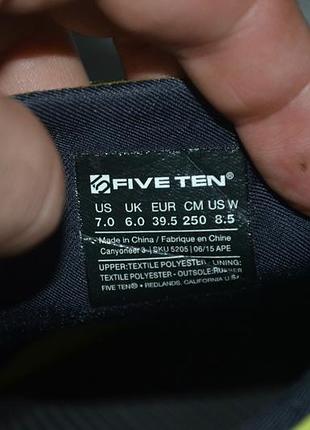 FIVE TEN®
US UK EUR CM US W
7.0 6.0 39.5 250 8.5
Made in China / Fabrique en Chine
Canyoneer 3 | SKU 5205 | 06/15 APE
UPPER:TEXTILE POLYESTER LINING:
TEXTILE POLYESTER - OUTSOLE:RUBBER
FIVE TEN® • REDLANDS, CALIFORNIA U.S.A.